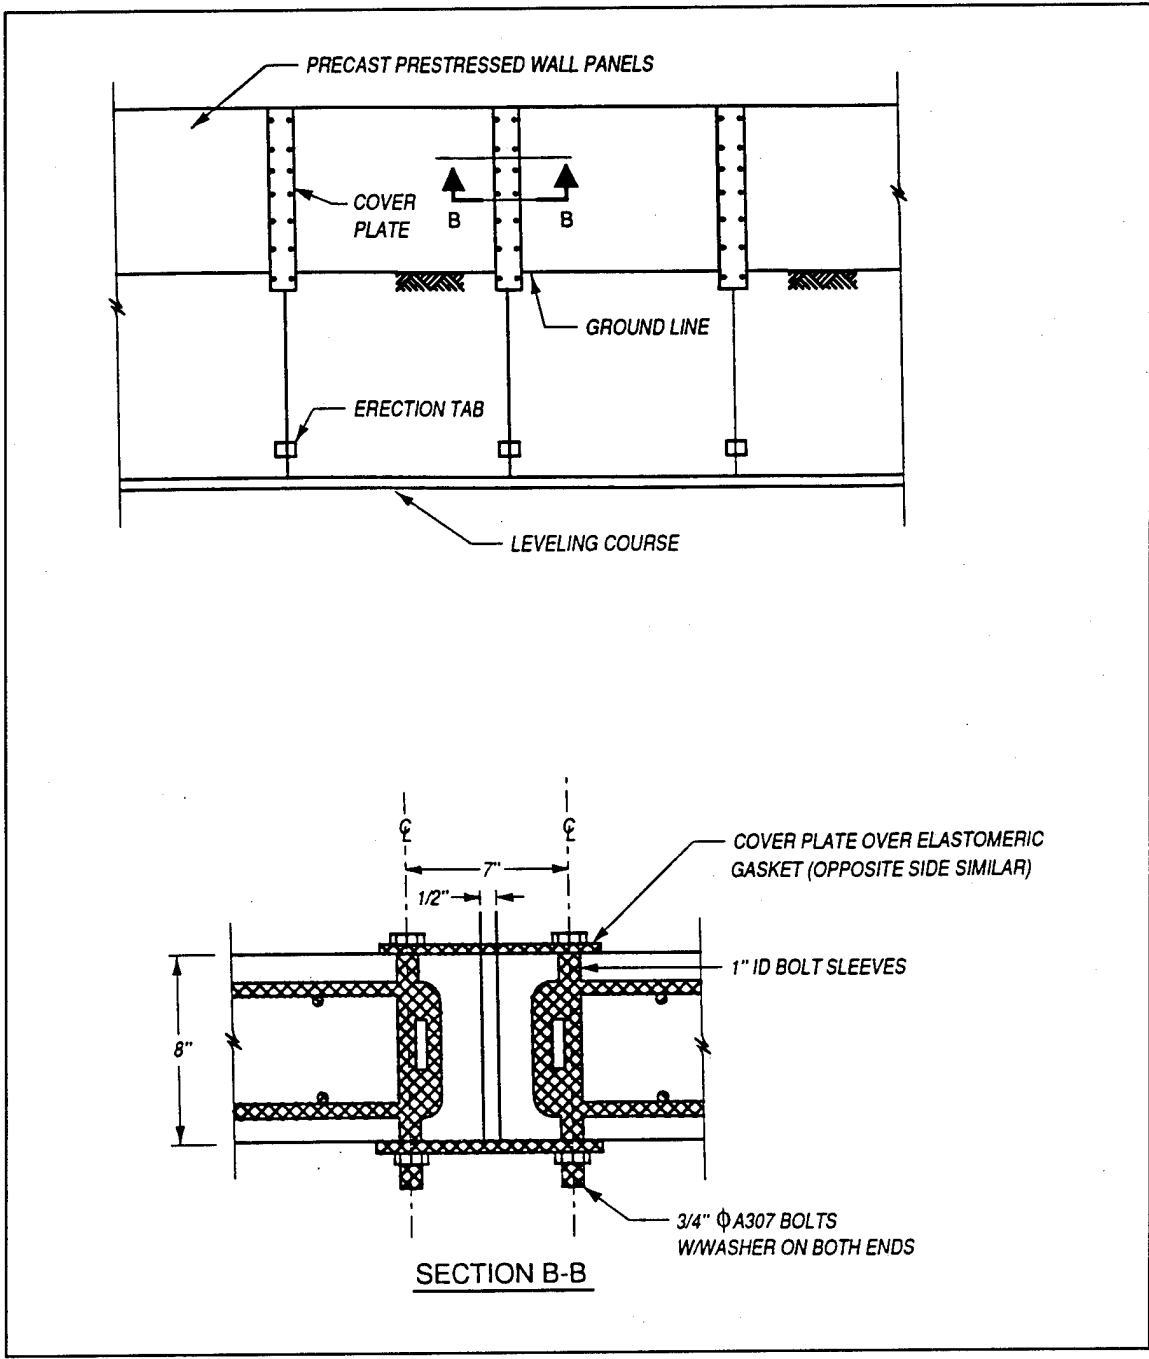 PRECAST PRESTRESSED WALL PANELS
COVER
PLATE
B
B
GROUND LINE
ERECTION TAB
LEVELING COURSE
℄
℄
7"
1/2"
COVER PLATE OVER ELASTOMERIC
GASKET (OPPOSITE SIDE SIMILAR)
1" ID BOLT SLEEVES
8"
3/4" ϕ A307 BOLTS
W/WASHER ON BOTH ENDS
SECTION B-B